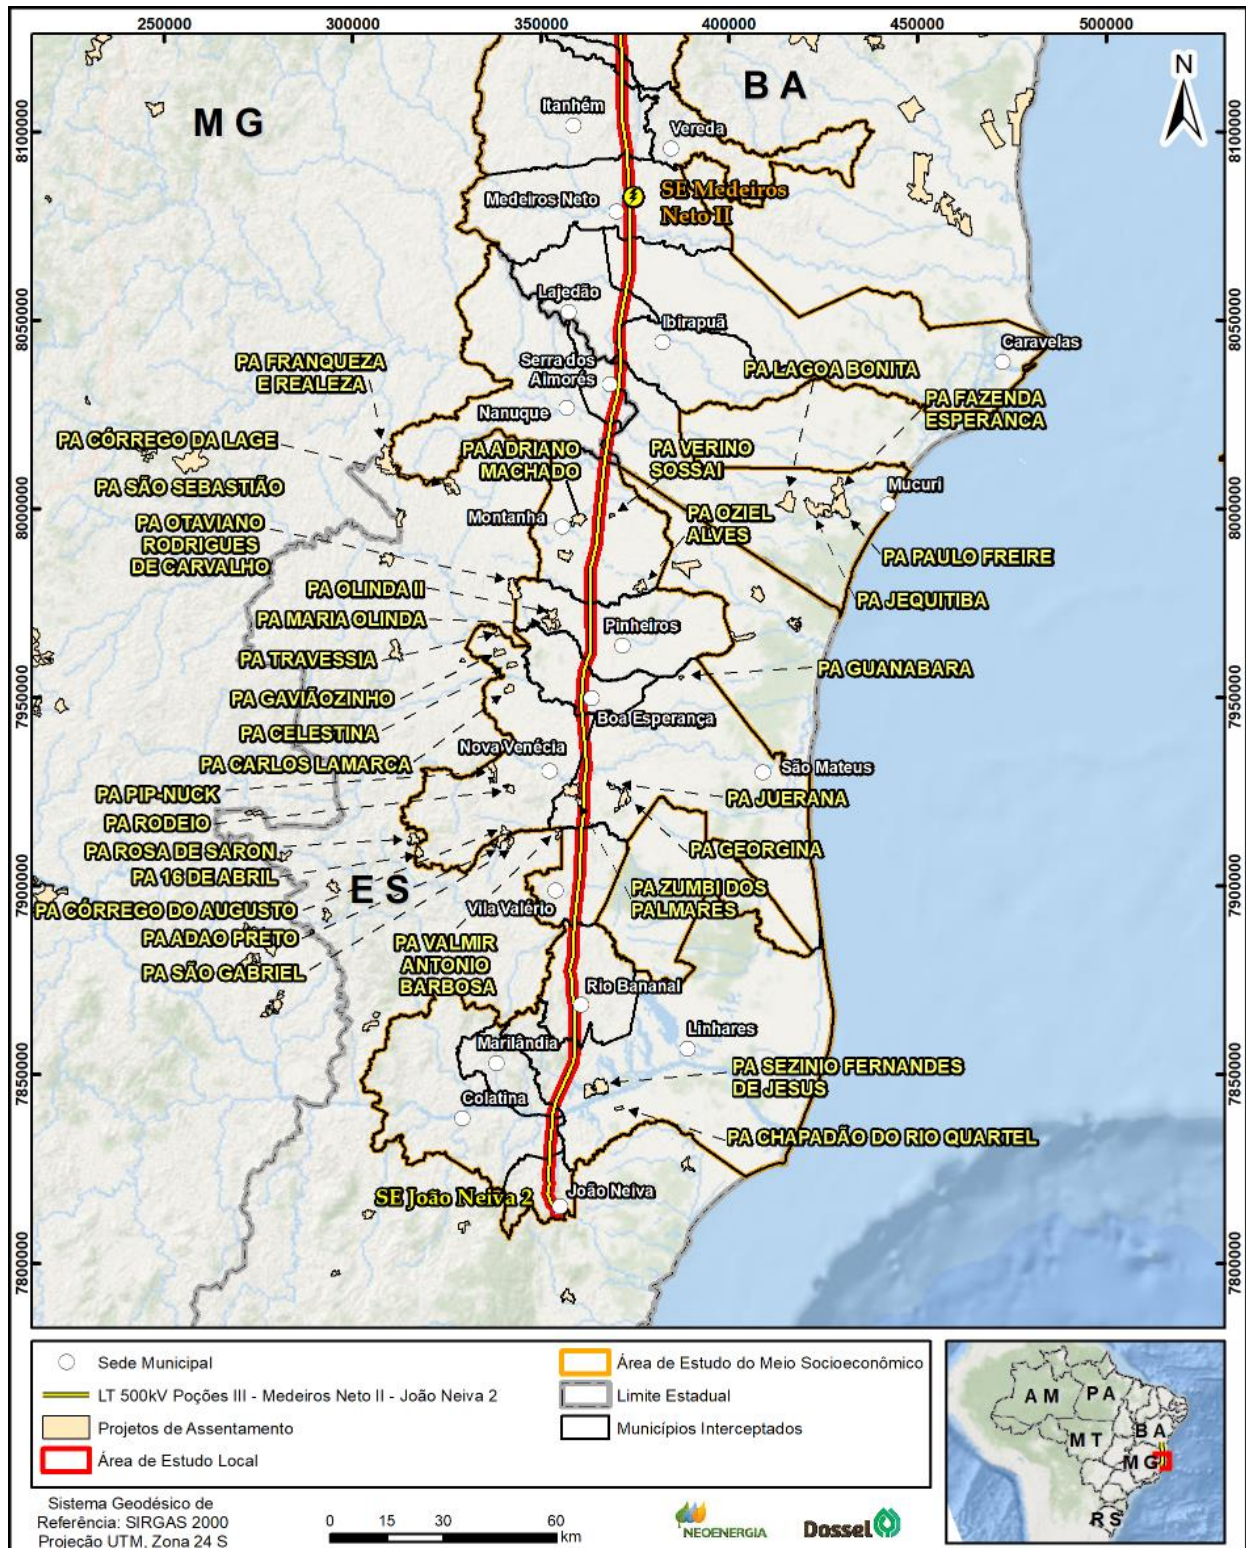 250000 300000 350000 400000 450000 500000
8100000
8050000
8000000
7950000
7900000
7850000
7800000
8100000
8050000
8000000
7950000
7900000
7850000
7800000
N
M G
B A
E S
Itanhém
Vereda
SE Medeiros
Neto II
Medeiros Neto
Lajedão
Ibirapuã
Caravelas
Serra dos
Aimorés
Nanuque
PA FRANQUEZA
E REALEZA
PA LAGOA BONITA
PA FAZENDA
ESPERANCA
PA CÓRREGO DA LAGE
PA ADRIANO
MACHADO
PA VERINO
SOSSAI
PA SÃO SEBASTIÃO
Mucuri
PA OTAVIANO
RODRIGUES
DE CARVALHO
Montanha
PA OZIEL
ALVES
PA PAULO FREIRE
PA OLINDA II
PA JEQUITIBA
PA MARIA OLINDA
Pinheiros
PA TRAVESSIA
PA GUANABARA
PA GAVIÃOZINHO
Boa Esperança
PA CELESTINA
Nova Venécia
PA CARLOS LAMARCA
São Mateus
PA PIP-NUCK
PA JUERANA
PA RODEIO
PA ROSA DE SARON
PA GEORGINA
PA 16 DE ABRIL
PA ZUMBI DOS
PALMARES
PA CÓRREGO DO AUGUSTO
Vila Valério
PA ADAO PRETO
PA VALMIR
ANTONIO
BARBOSA
PA SÃO GABRIEL
Rio Bananal
Linhares
Marilândia
PA SEZINIO FERNANDES
DE JESUS
Colatina
PA CHAPADÃO DO RIO QUARTEL
SE João Neiva 2
João Neiva
Sede Municipal
LT 500kV Poções III - Medeiros Neto II - João Neiva 2
Projetos de Assentamento
Área de Estudo Local
Área de Estudo do Meio Socioeconômico
Limite Estadual
Municípios Interceptados
A M
P A
M T
B A
M G
R S
Sistema Geodésico de
Referência: SIRGAS 2000
Projeção UTM, Zona 24 S
0 15 30 60
km
NEOENERGIA
Dossel